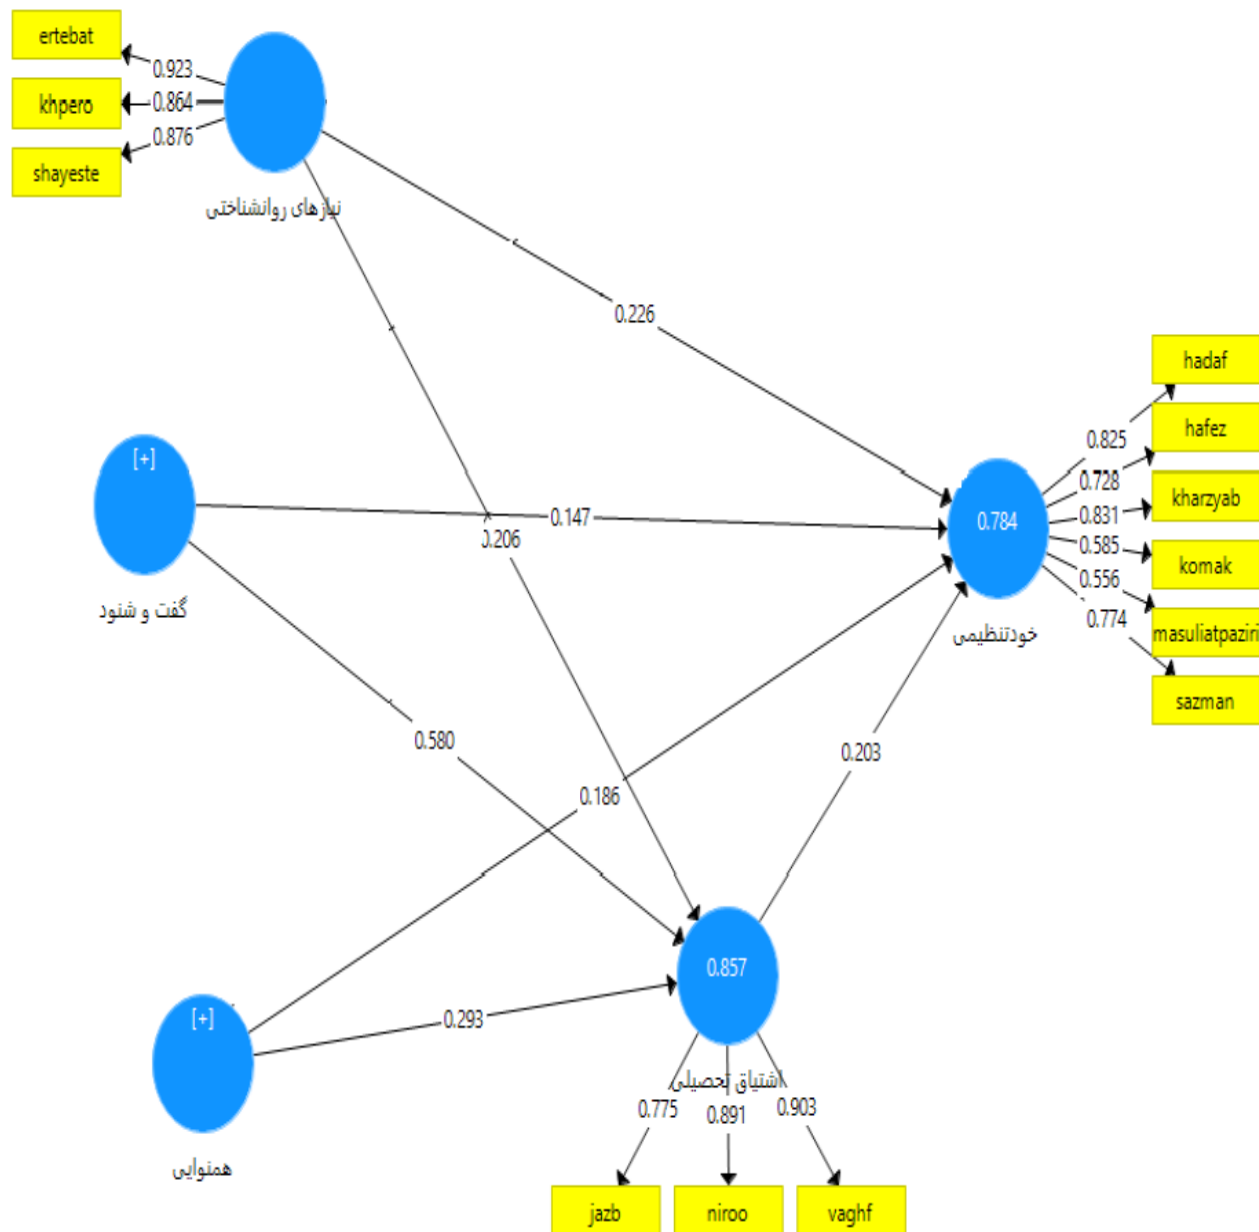 ertebat
0.923
khpero
0.864
0.876
shayeste
نیازهای روانشناختی
0.226
hadaf
0.825
hafez
0.728
[+]
kharzyab
0.831
0.784
0.147
0.206
0.585
komak
0.556
گفت و شنود
0.774
masuliatpaziri
خودتنظیمی
sazman
0.580
0.203
0.186
0.857
[+]
0.293
اشتیاق تحصیلی
0.775
0.891
0.903
همنوایی
jazb
niroo
vaghf